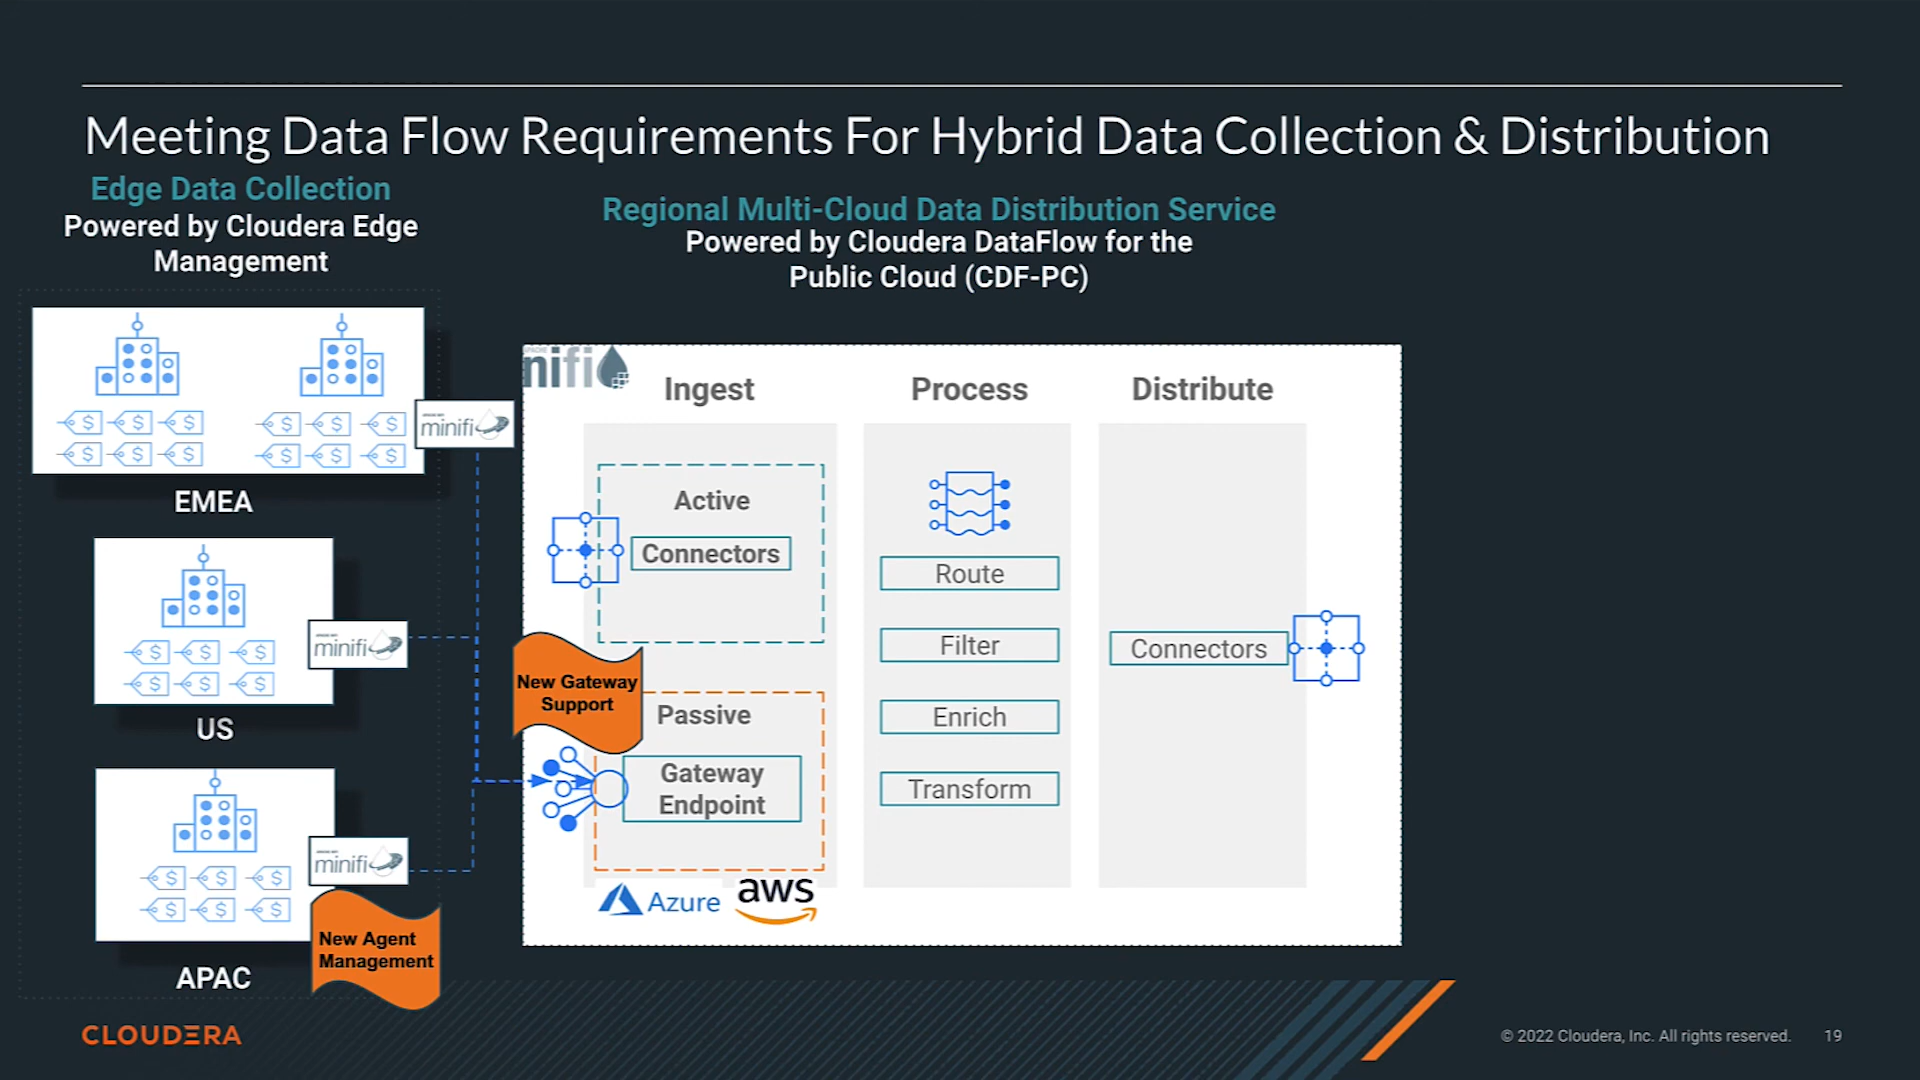 Meeting Data Flow Requirements For Hybrid Data Collection & Distribution
Edge Data Collection
Powered by Cloudera Edge
Management
Regional Multi-Cloud Data Distribution Service
Powered by Cloudera DataFlow for the
Public Cloud (CDF-PC)
minifi
EMEA
minifi
US
minifi
New Agent
Management
APAC
nifi
Ingest
Process
Distribute
Active
Connectors
New Gateway
Support
Passive
Gateway
Endpoint
Azure
aws
Route
Filter
Enrich
Transform
Connectors
CLOUDERA
© 2022 Cloudera, Inc. All rights reserved.
19